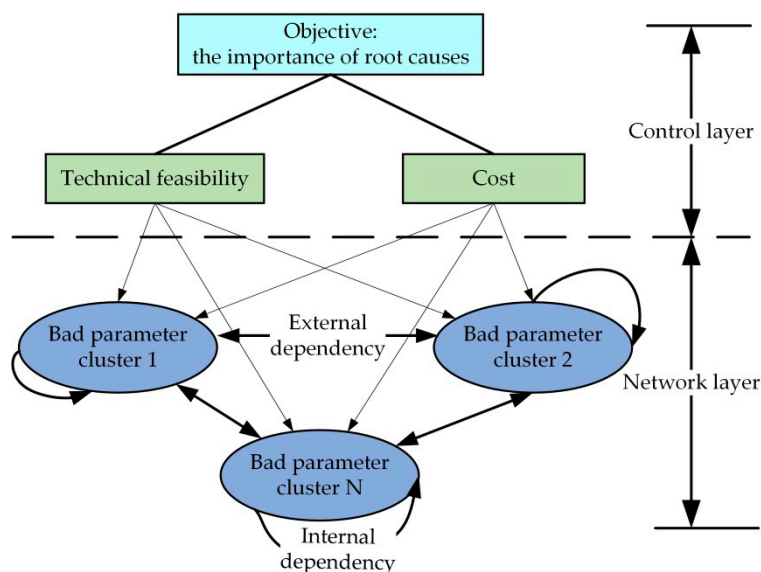 Objective:
the importance of root causes
Control layer
Technical feasibility
Cost
Bad parameter
cluster 1
External
dependency
Bad parameter
cluster 2
Network layer
Bad parameter
cluster N
Internal
dependency